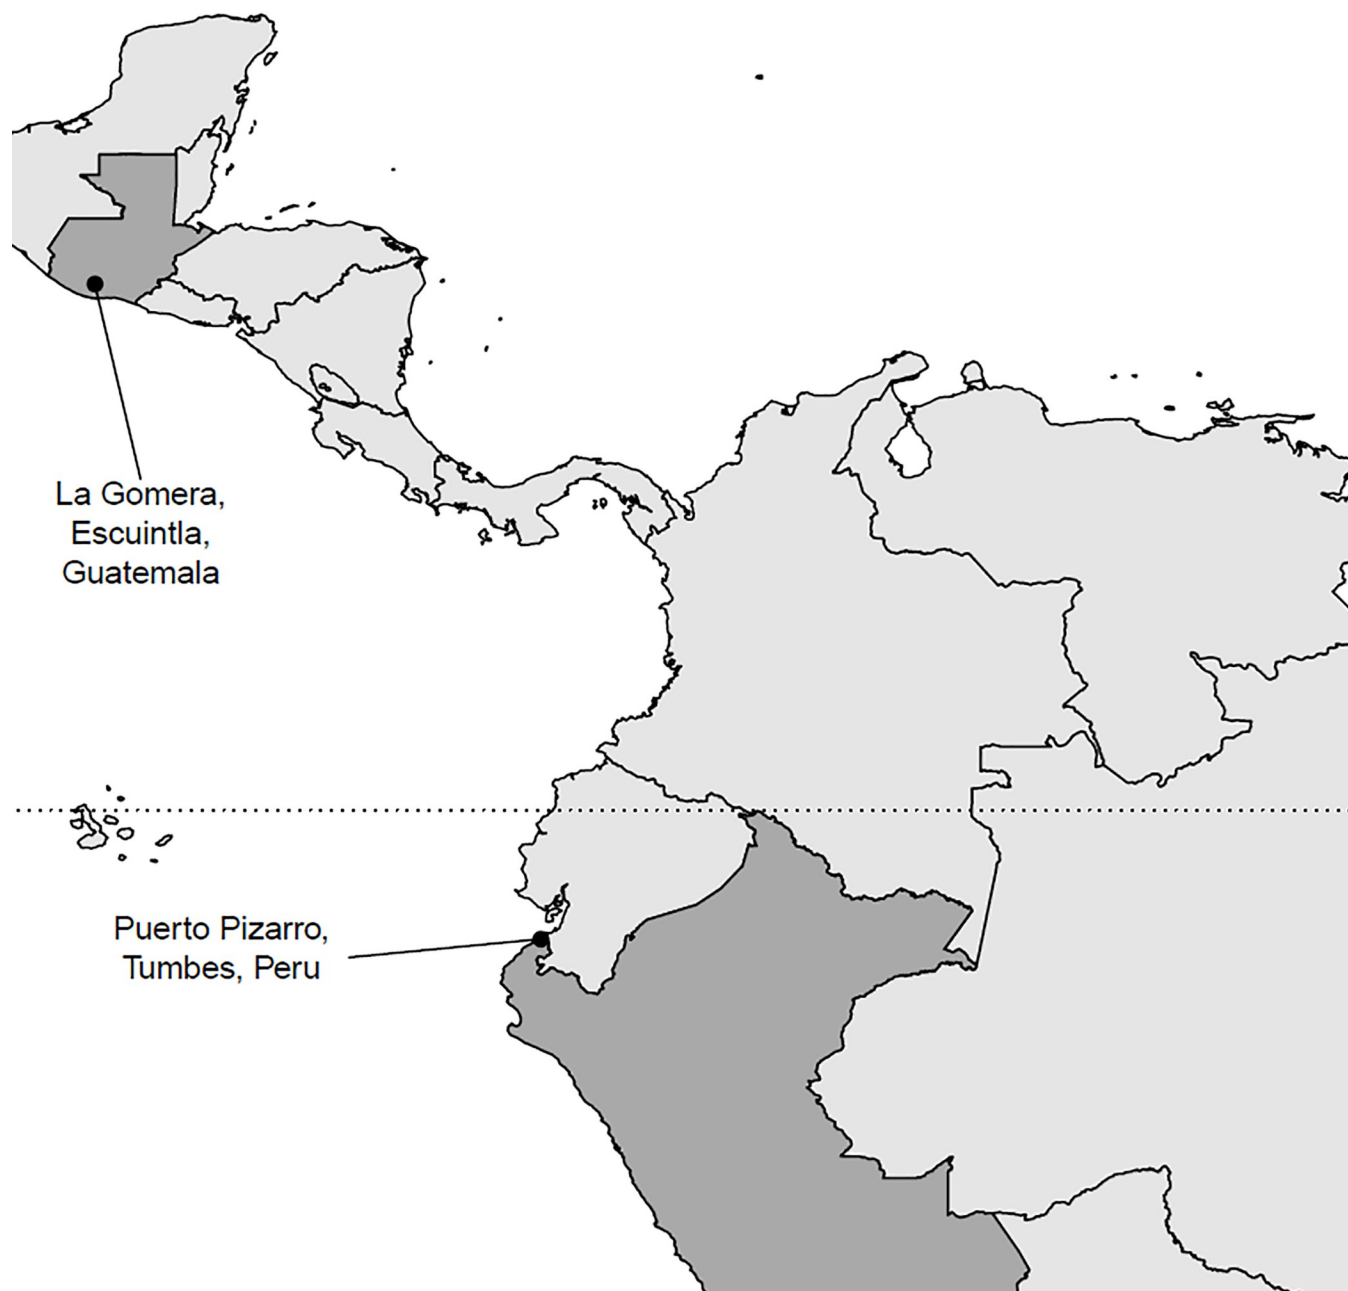 La Gomera,
Escuintla,
Guatemala
Puerto Pizarro,
Tumbes, Peru